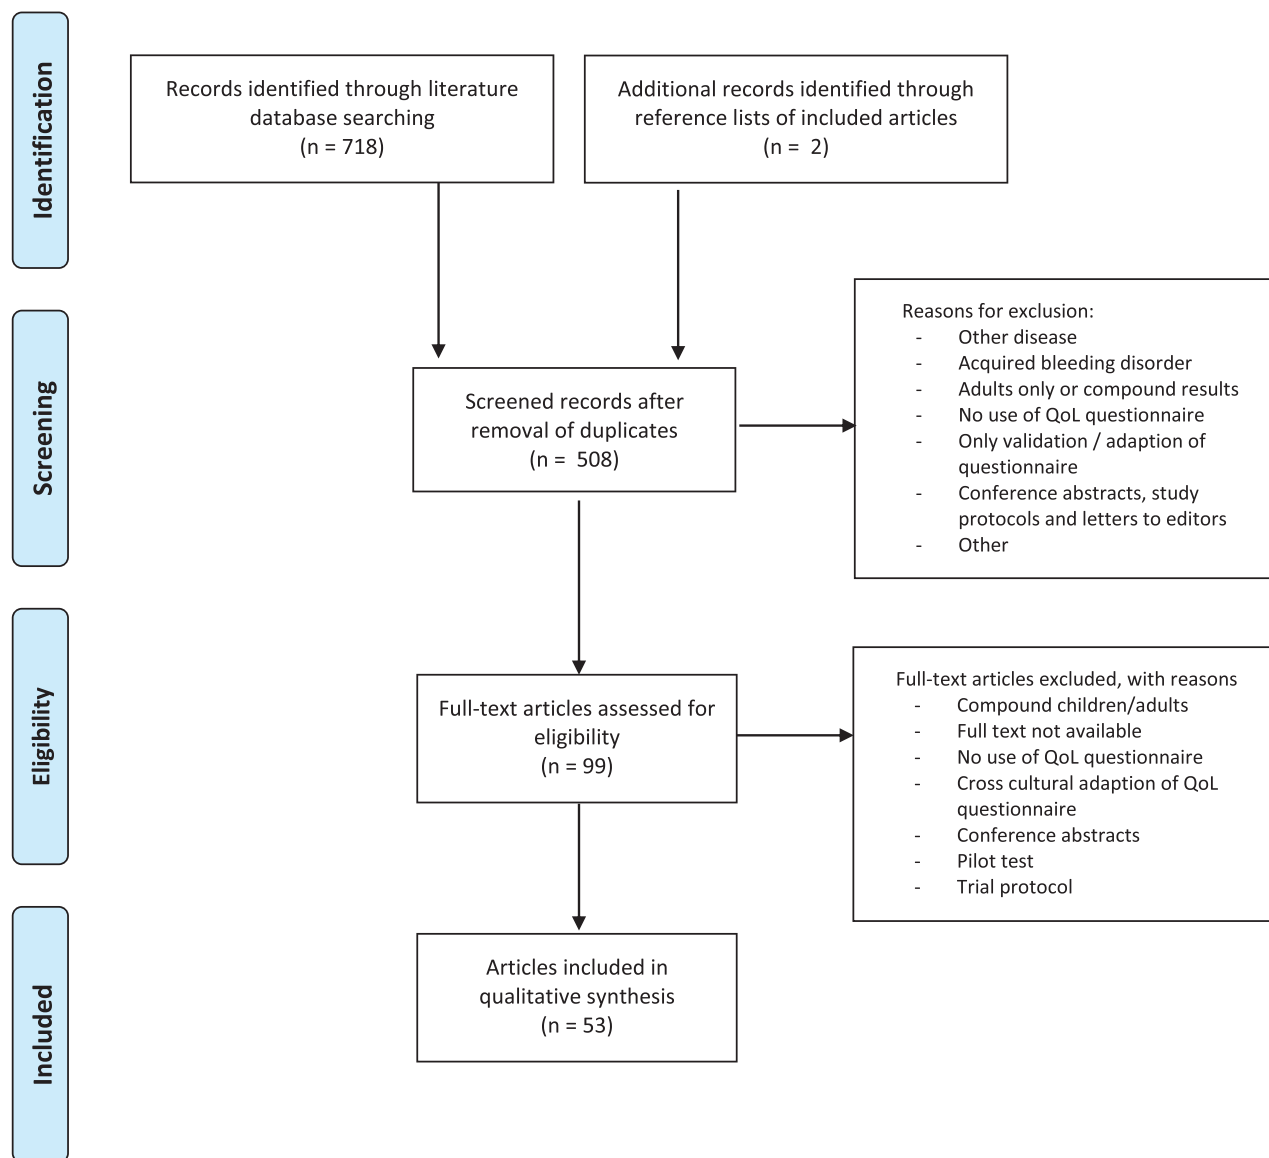 Identification
Records identified through literature
database searching
(n = 718)
Additional records identified through
reference lists of included articles
(n =  2)
Screening
Screened records after
removal of duplicates
(n =  508)
Reasons for exclusion:
- Other disease
- Acquired bleeding disorder
- Adults only or compound results
- No use of QoL questionnaire
- Only validation / adaption of
questionnaire
- Conference abstracts, study
protocols and letters to editors
- Other
Eligibility
Full-text articles assessed for
eligibility
(n = 99)
Full-text articles excluded, with reasons
- Compound children/adults
- Full text not available
- No use of QoL questionnaire
- Cross cultural adaption of QoL
questionnaire
- Conference abstracts
- Pilot test
- Trial protocol
Included
Articles included in
qualitative synthesis
(n = 53)